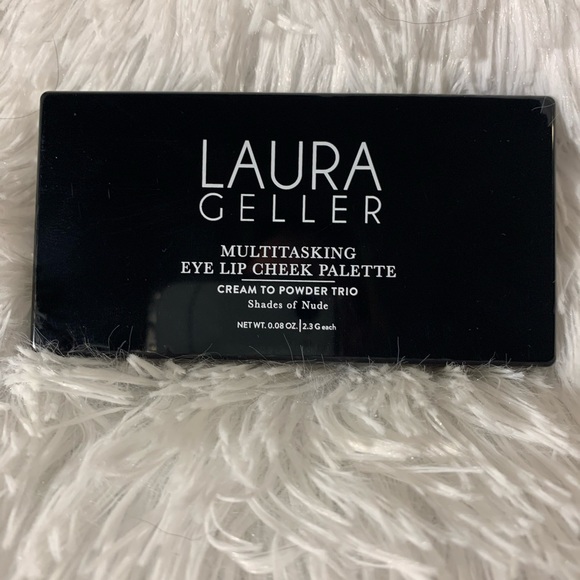 LAURA
GELLER
MULTITASKING
EYE LIP CHEEK PALETTE
CREAM TO POWDER TRIO
Shades of Nude
NET WT. 0.08 OZ. | 2.3 G each